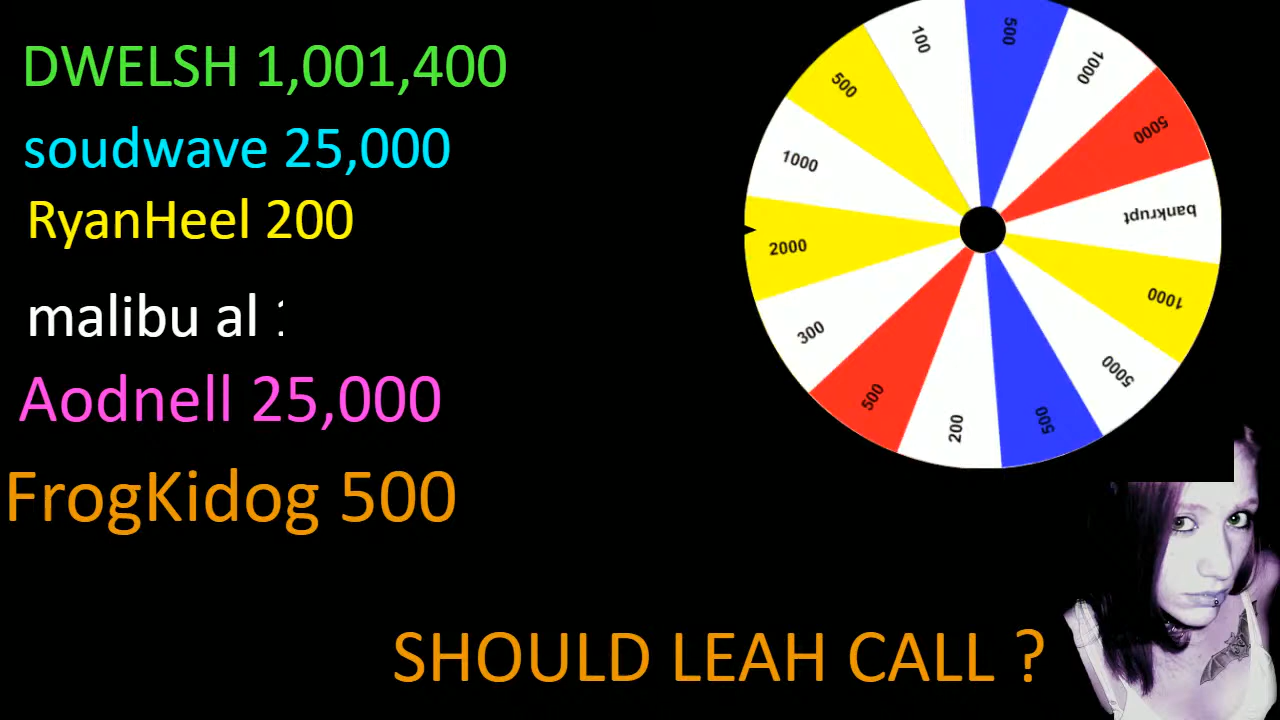 DWELSH 1,001,400
soudwave 25,000
RyanHeel 200
malibu al
Aodnell 25,000
FrogKidog 500
SHOULD LEAH CALL ?
500
1000
5000
bankrupt
1000
5000
500
200
500
300
2000
1000
500
100